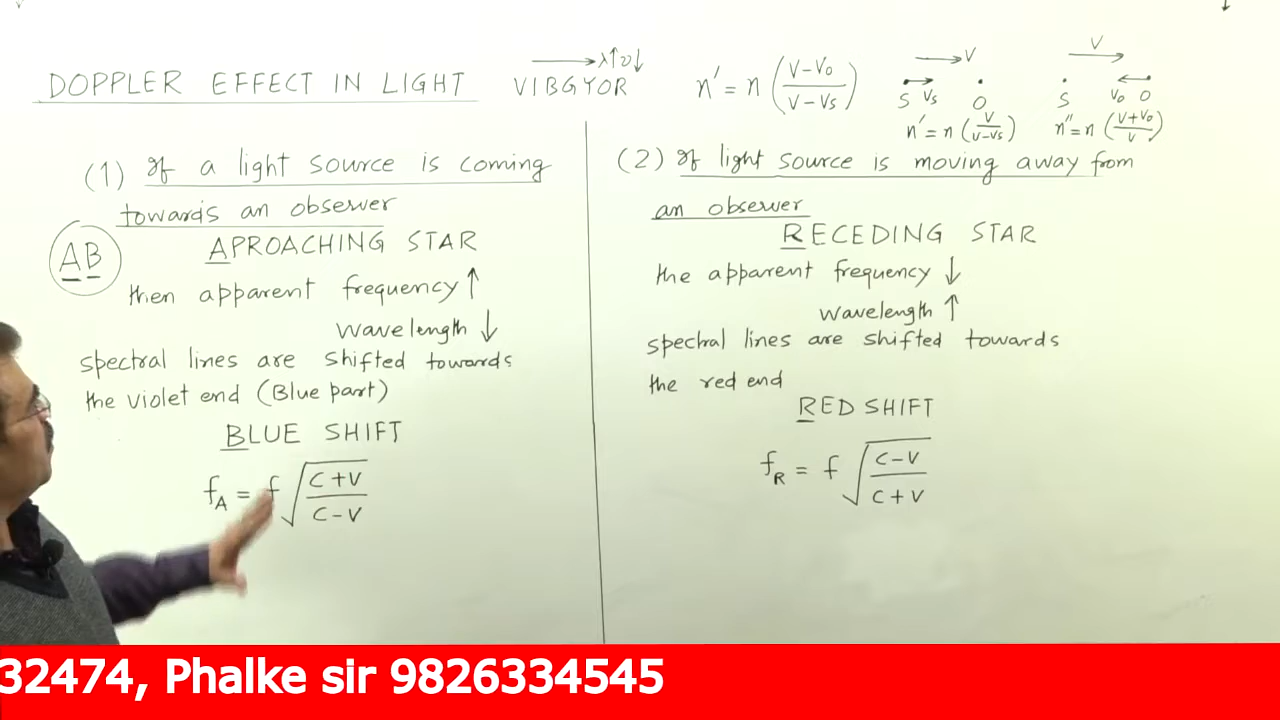 DOPPLER EFFECT IN LIGHT
→ λ↑ν↓
VIBGYOR
n' = n (V-V₀ / V-Vs)
→ V
S Vs O
n' = n (V / V-Vs)
V
S V₀ O
n'' = n (V+V₀ / V)
(1) If a light source is coming
towards an observer
AB
APROACHING STAR
then apparent frequency ↑
wavelength ↓
spectral lines are shifted towards
the violet end (Blue part)
BLUE SHIFT
f_A = f √(C+V / C-V)
(2) If light source is moving away from
an observer
RECEDING STAR
the apparent frequency ↓
wavelength ↑
spectral lines are shifted towards
the red end
RED SHIFT
f_R = f √(C-V / C+V)
32474, Phalke sir 9826334545